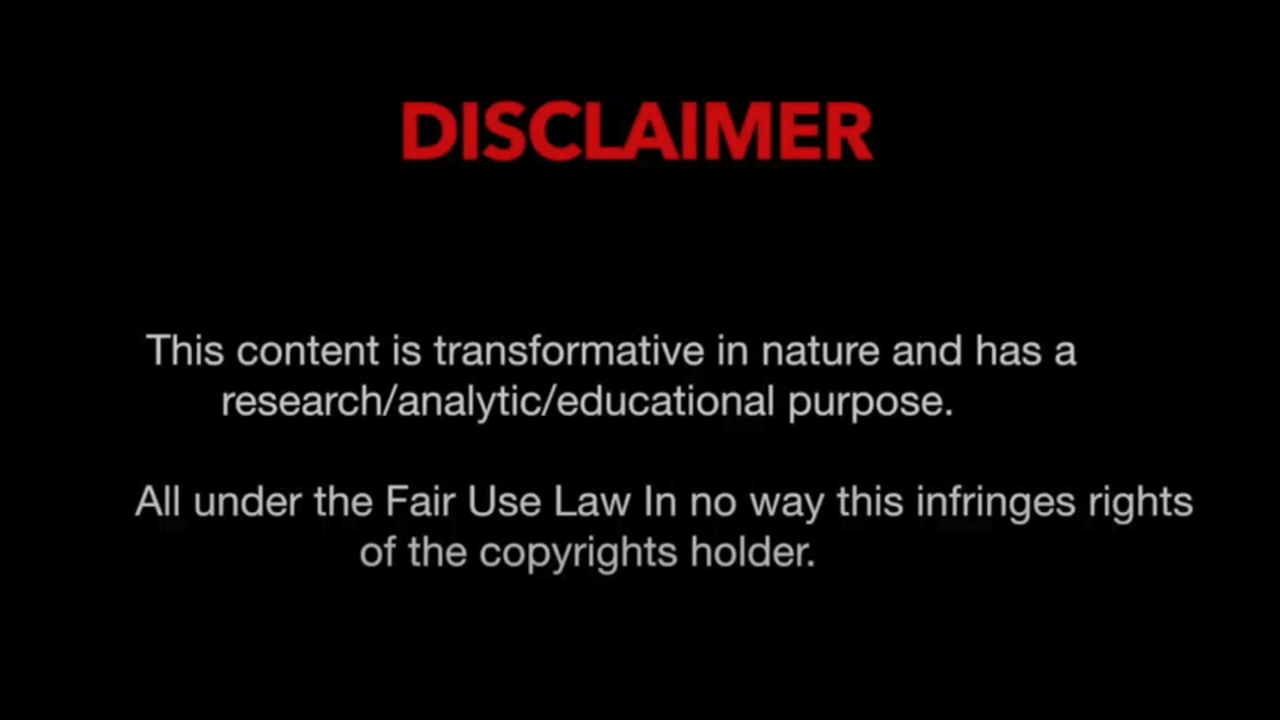 DISCLAIMER
This content is transformative in nature and has a
research/analytic/educational purpose.
All under the Fair Use Law In no way this infringes rights
of the copyrights holder.